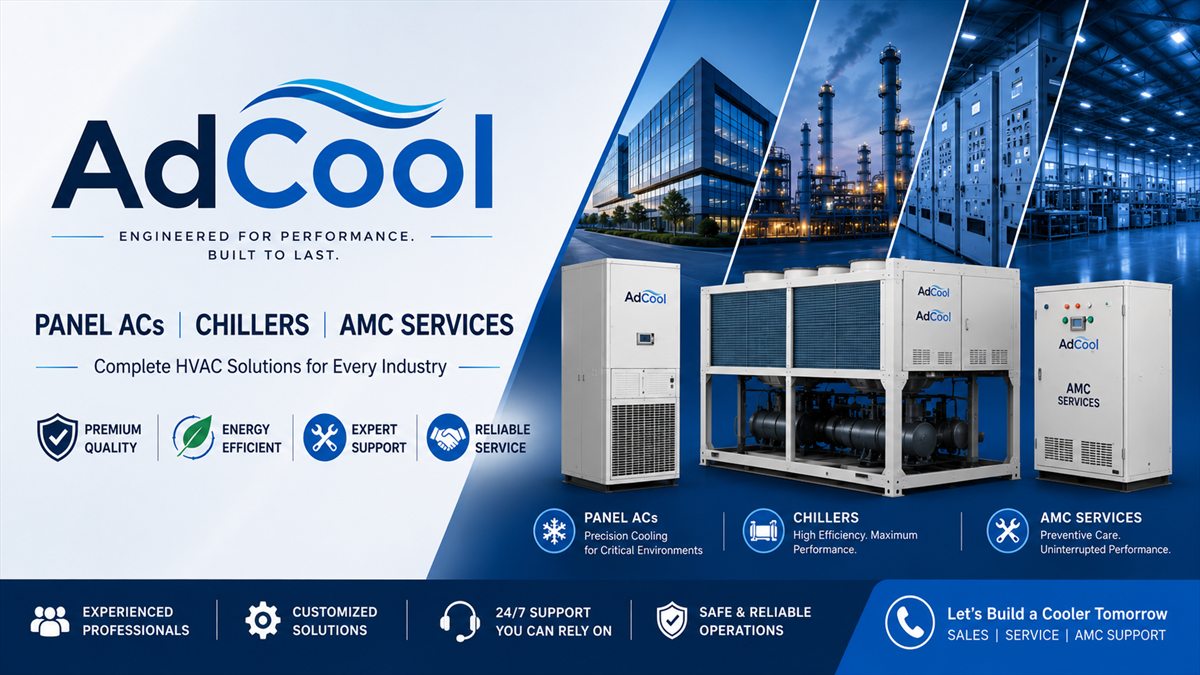 AdCool
ENGINEERED FOR PERFORMANCE.
BUILT TO LAST.
PANEL ACs | CHILLERS | AMC SERVICES
Complete HVAC Solutions for Every Industry
PREMIUM
QUALITY
ENERGY
EFFICIENT
EXPERT
SUPPORT
RELIABLE
SERVICE
AdCool
AdCool
AdCool
AdCool
AMC
SERVICES
PANEL ACs
Precision Cooling
for Critical Environments
CHILLERS
High Efficiency. Maximum
Performance.
AMC SERVICES
Preventive Care.
Uninterrupted Performance.
EXPERIENCED
PROFESSIONALS
CUSTOMIZED
SOLUTIONS
24/7 SUPPORT
YOU CAN RELY ON
SAFE & RELIABLE
OPERATIONS
Let's Build a Cooler Tomorrow
SALES | SERVICE | AMC SUPPORT